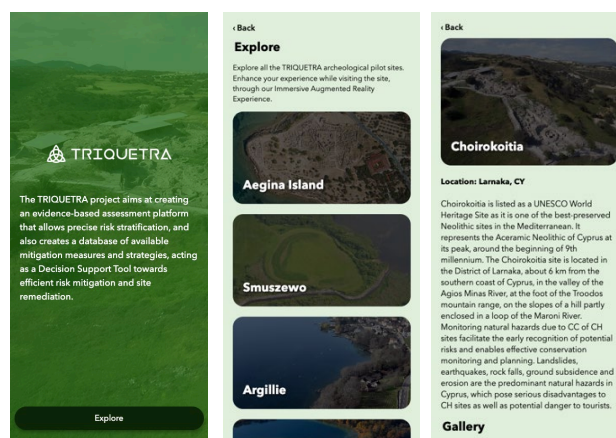 TRIQUETRA
The TRIQUETRA project aims at creating
an evidence-based assessment platform
that allows precise risk stratification, and
also creates a database of available
mitigation measures and strategies, acting
as a Decision Support Tool towards
efficient risk mitigation and site
remediation.
Explore
‹ Back
Explore
Explore all the TRIQUETRA archeological pilot sites.
Enhance your experience while visiting the site,
through our Immersive Augmented Reality
Experience.
Aegina Island
Smuszewo
Argillie
‹ Back
Choirokoitia
Location: Larnaka, CY
Choirokoitia is listed as a UNESCO World
Heritage Site as it is one of the best-preserved
Neolithic sites in the Mediterranean. It
represents the Aceramic Neolithic of Cyprus at
its peak, around the beginning of 9th
millennium. The Choirokoitia site is located in
the District of Larnaka, about 6 km from the
southern coast of Cyprus, in the valley of the
Agios Minas River, at the foot of the Troodos
mountain range, on the slopes of a hill partly
enclosed in a loop of the Maroni River.
Monitoring natural hazards due to CC of CH
sites facilitate the early recognition of potential
risks and enables effective conservation
monitoring and planning. Landslides,
earthquakes, rock falls, ground subsidence and
erosion are the predominant natural hazards in
Cyprus, which pose serious disadvantages to
CH sites as well as potential danger to tourists.
Gallery